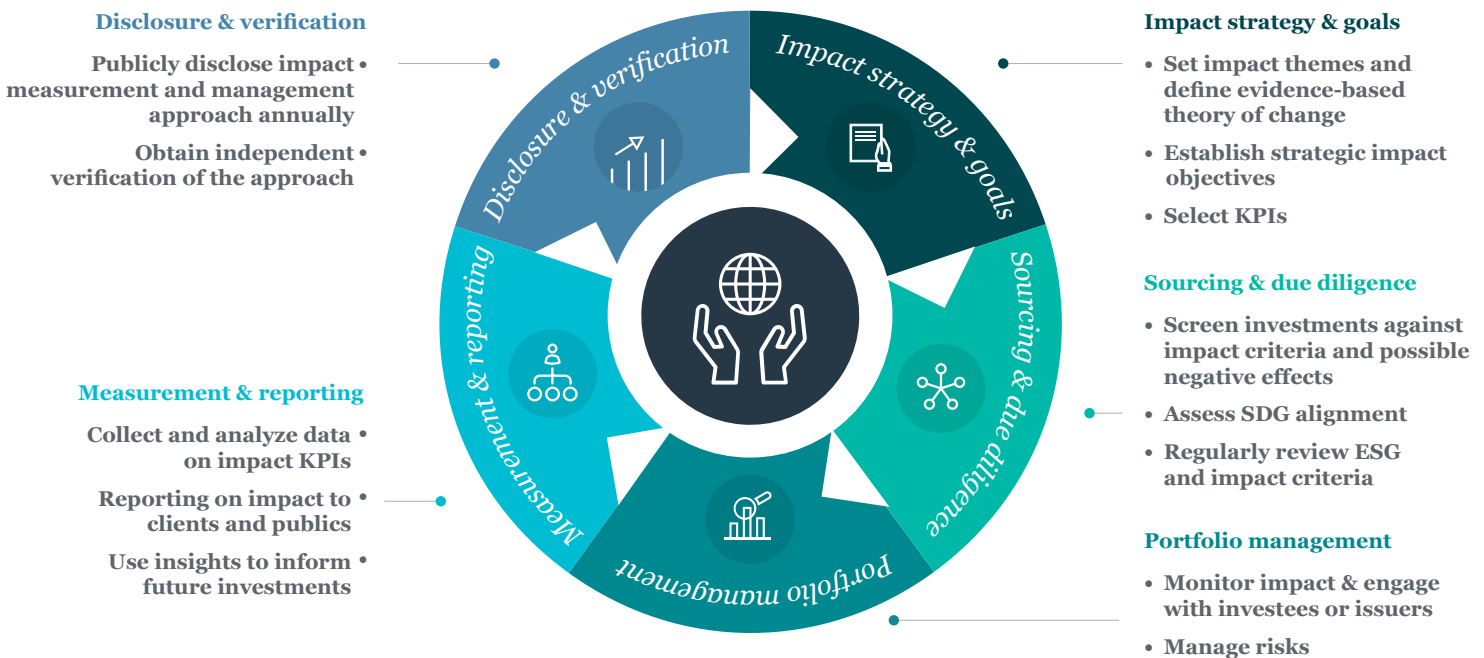 Disclosure & verification
Publicly disclose impact •
measurement and management
approach annually
Obtain independent •
verification of the approach
Measurement & reporting
Collect and analyze data •
on impact KPIs
Reporting on impact to •
clients and publics
Use insights to inform •
future investments
Disclosure & verification
Impact strategy & goals
Sourcing & due diligence
Portfolio management
Measurement & reporting
Impact strategy & goals
• Set impact themes and
define evidence-based
theory of change
• Establish strategic impact
objectives
• Select KPIs
Sourcing & due diligence
• Screen investments against
impact criteria and possible
negative effects
• Assess SDG alignment
• Regularly review ESG
and impact criteria
Portfolio management
• Monitor impact & engage
with investees or issuers
• Manage risks